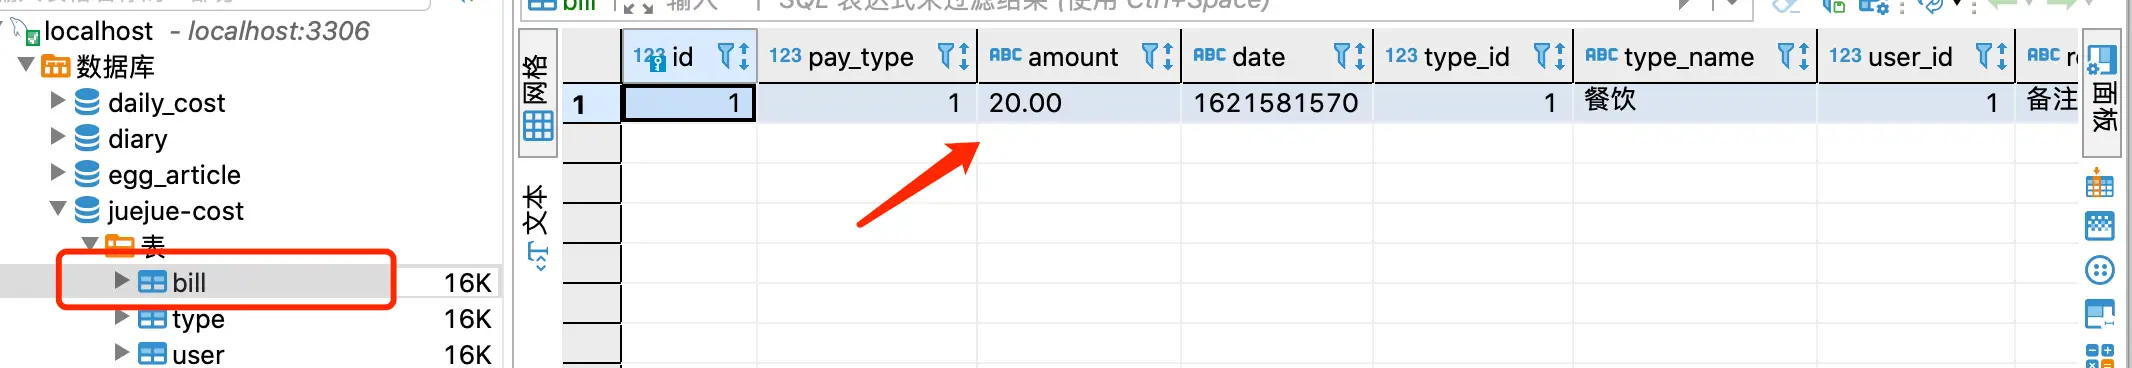 bill 输入 SQL 表达式来过滤结果 (使用 Ctrl+Space)
localhost - localhost:3306
数据库
daily_cost
diary
egg_article
juejue-cost
表
bill 16K
type 16K
user 16K
网格
文本
123 id 123 pay_type ABC amount ABC date 123 type_id ABC type_name 123 user_id ABC
1 1 1 20.00 1621581570 1 餐饮 1 备注
面板